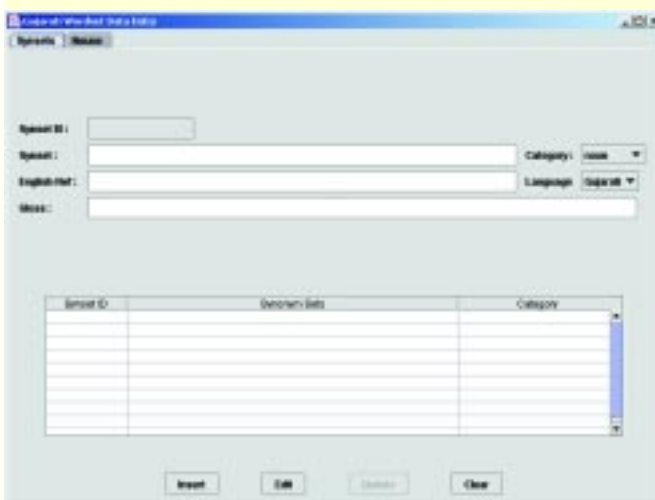 Gujarati WordNet Data Entry
Synsets Nouns
Synset ID :
Synset : Category: noun
English Ref : Language Gujarati
Gloss :
Synset ID Synonym Sets Category
Insert Edit Update Clear